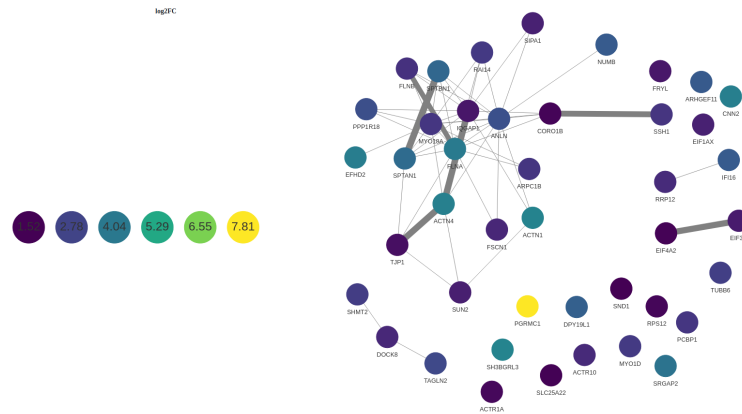 log2FC
1.52 2.78 4.04 5.29 6.55 7.81
SIPA1
NUMB
RAI14
FLNB
SPTBN1
FRYL
ARHGEF11
CNN2
PPP1R18
IQGAP1
ANLN
CORO1B
SSH1
MYO18A
EIF1AX
FLNA
EFHD2
SPTAN1
ARPC1B
IFI16
RRP12
ACTN4
ACTN1
FSCN1
EIF4A2
TJP1
TUBB6
SUN2
SHMT2
PGRMC1
DPY19L1
SND1
RPS12
PCBP1
DOCK8
SH3BGRL3
ACTR10
MYO1D
TAGLN2
SLC25A22
SRGAP2
ACTR1A